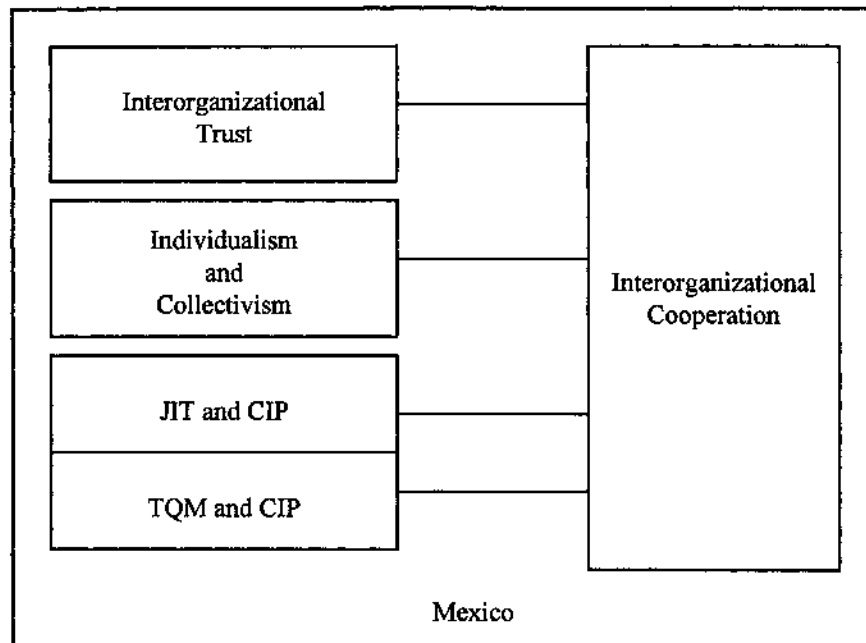 Interorganizational
Trust
Individualism
and
Collectivism
JIT and CIP
TQM and CIP
Interorganizational
Cooperation
Mexico